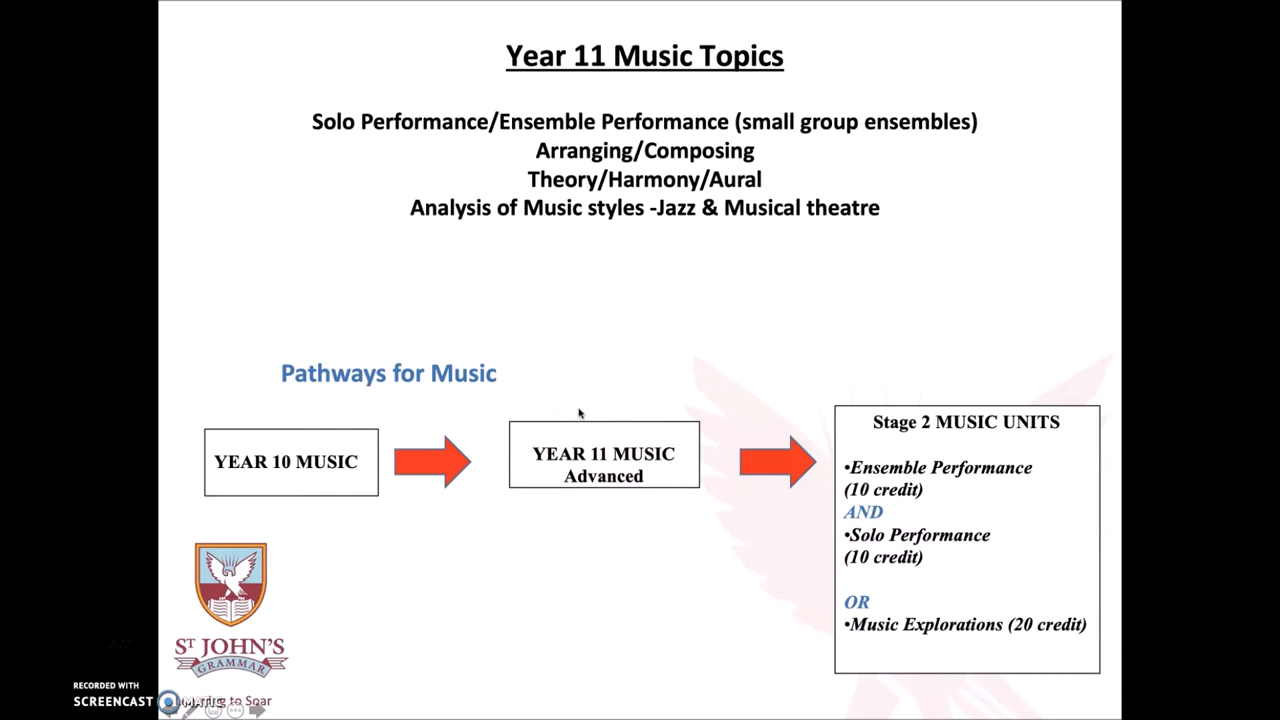 Year 11 Music Topics
Solo Performance/Ensemble Performance (small group ensembles)
Arranging/Composing
Theory/Harmony/Aural
Analysis of Music styles -Jazz & Musical theatre
Pathways for Music
YEAR 10 MUSIC
YEAR 11 MUSIC
Advanced
Stage 2 MUSIC UNITS
•Ensemble Performance
(10 credit)
AND
•Solo Performance
(10 credit)
OR
•Music Explorations (20 credit)
ST JOHN'S
GRAMMAR
to Soar
RECORDED WITH
SCREENCAST